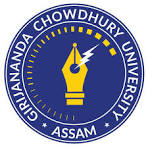 GIRIJANANDA CHOWDHURY UNIVERSITY
★ ASSAM ★